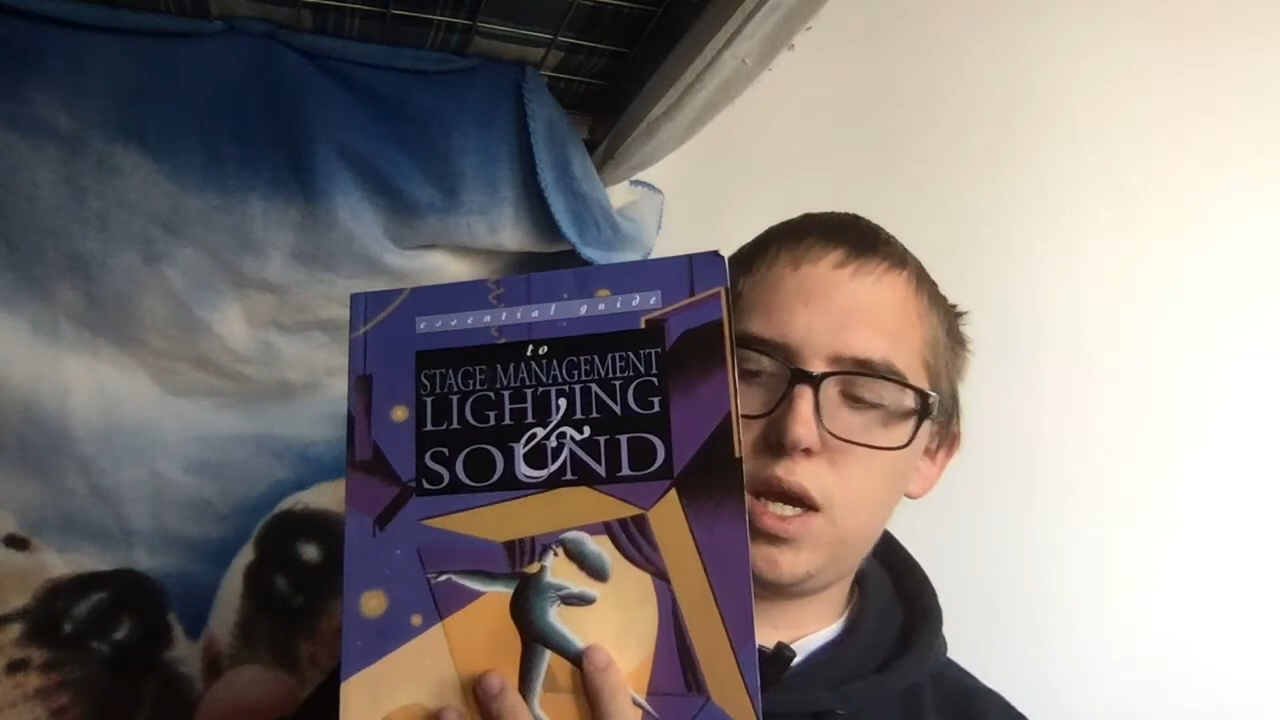 essential guide
to
STAGE MANAGEMENT
LIGHTING
&
SOUND